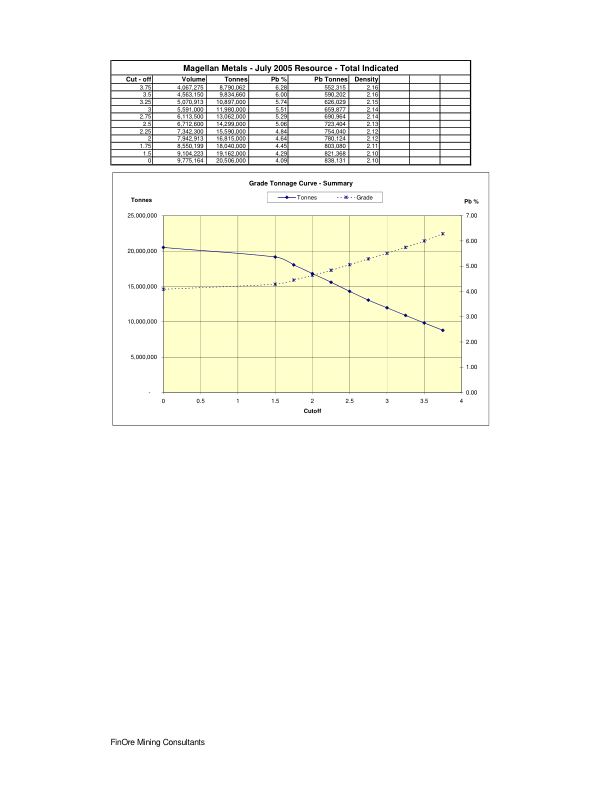 Magellan Metals - July 2005 Resource - Total Indicated
Cut - off Volume Tonnes Pb % Pb Tonnes Density
3.75 4,067,275 8,790,062 6.28 552,315 2.16
3.5 4,563,150 9,834,660 6.00 590,202 2.16
3.25 5,070,913 10,897,000 5.74 626,029 2.15
3 5,591,000 11,980,000 5.51 659,877 2.14
2.75 6,113,500 13,062,000 5.29 690,964 2.14
2.5 6,712,600 14,299,000 5.06 723,404 2.13
2.25 7,342,300 15,590,000 4.84 754,040 2.12
2 7,942,913 16,815,000 4.64 780,124 2.12
1.75 8,550,199 18,040,000 4.45 803,080 2.11
1.5 9,104,223 19,162,000 4.29 821,368 2.10
0 9,775,164 20,506,000 4.09 838,131 2.10
Grade Tonnage Curve - Summary
Tonnes Grade
Tonnes Pb %
25,000,000 7.00
6.00
20,000,000
5.00
15,000,000
4.00
3.00
10,000,000
2.00
5,000,000
1.00
- 0.00
0 0.5 1 1.5 2 2.5 3 3.5 4
Cutoff
FinOre Mining Consultants